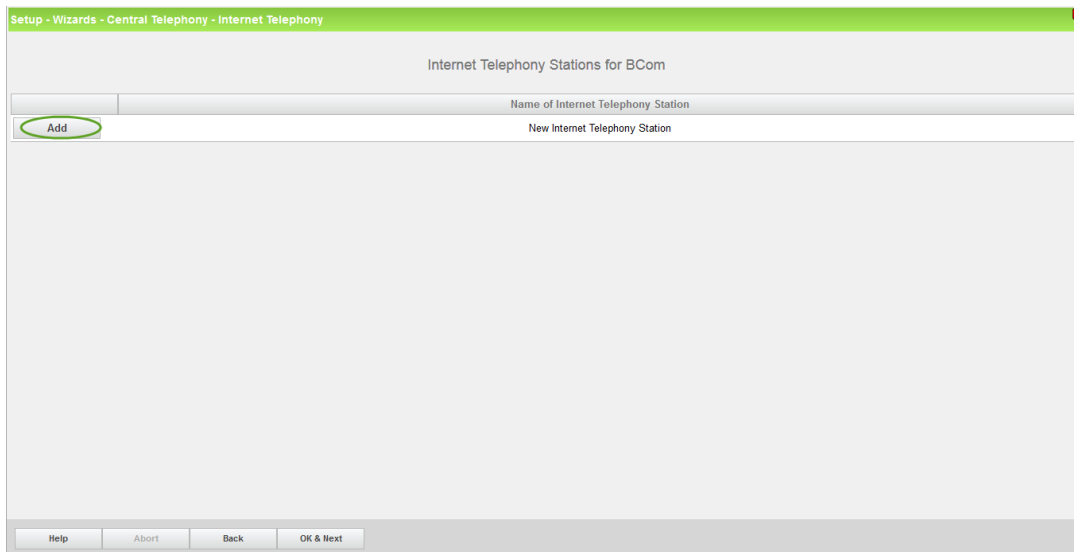 Setup - Wizards - Central Telephony - Internet Telephony
Internet Telephony Stations for BCom
Name of Internet Telephony Station
Add New Internet Telephony Station
Help Abort Back OK & Next